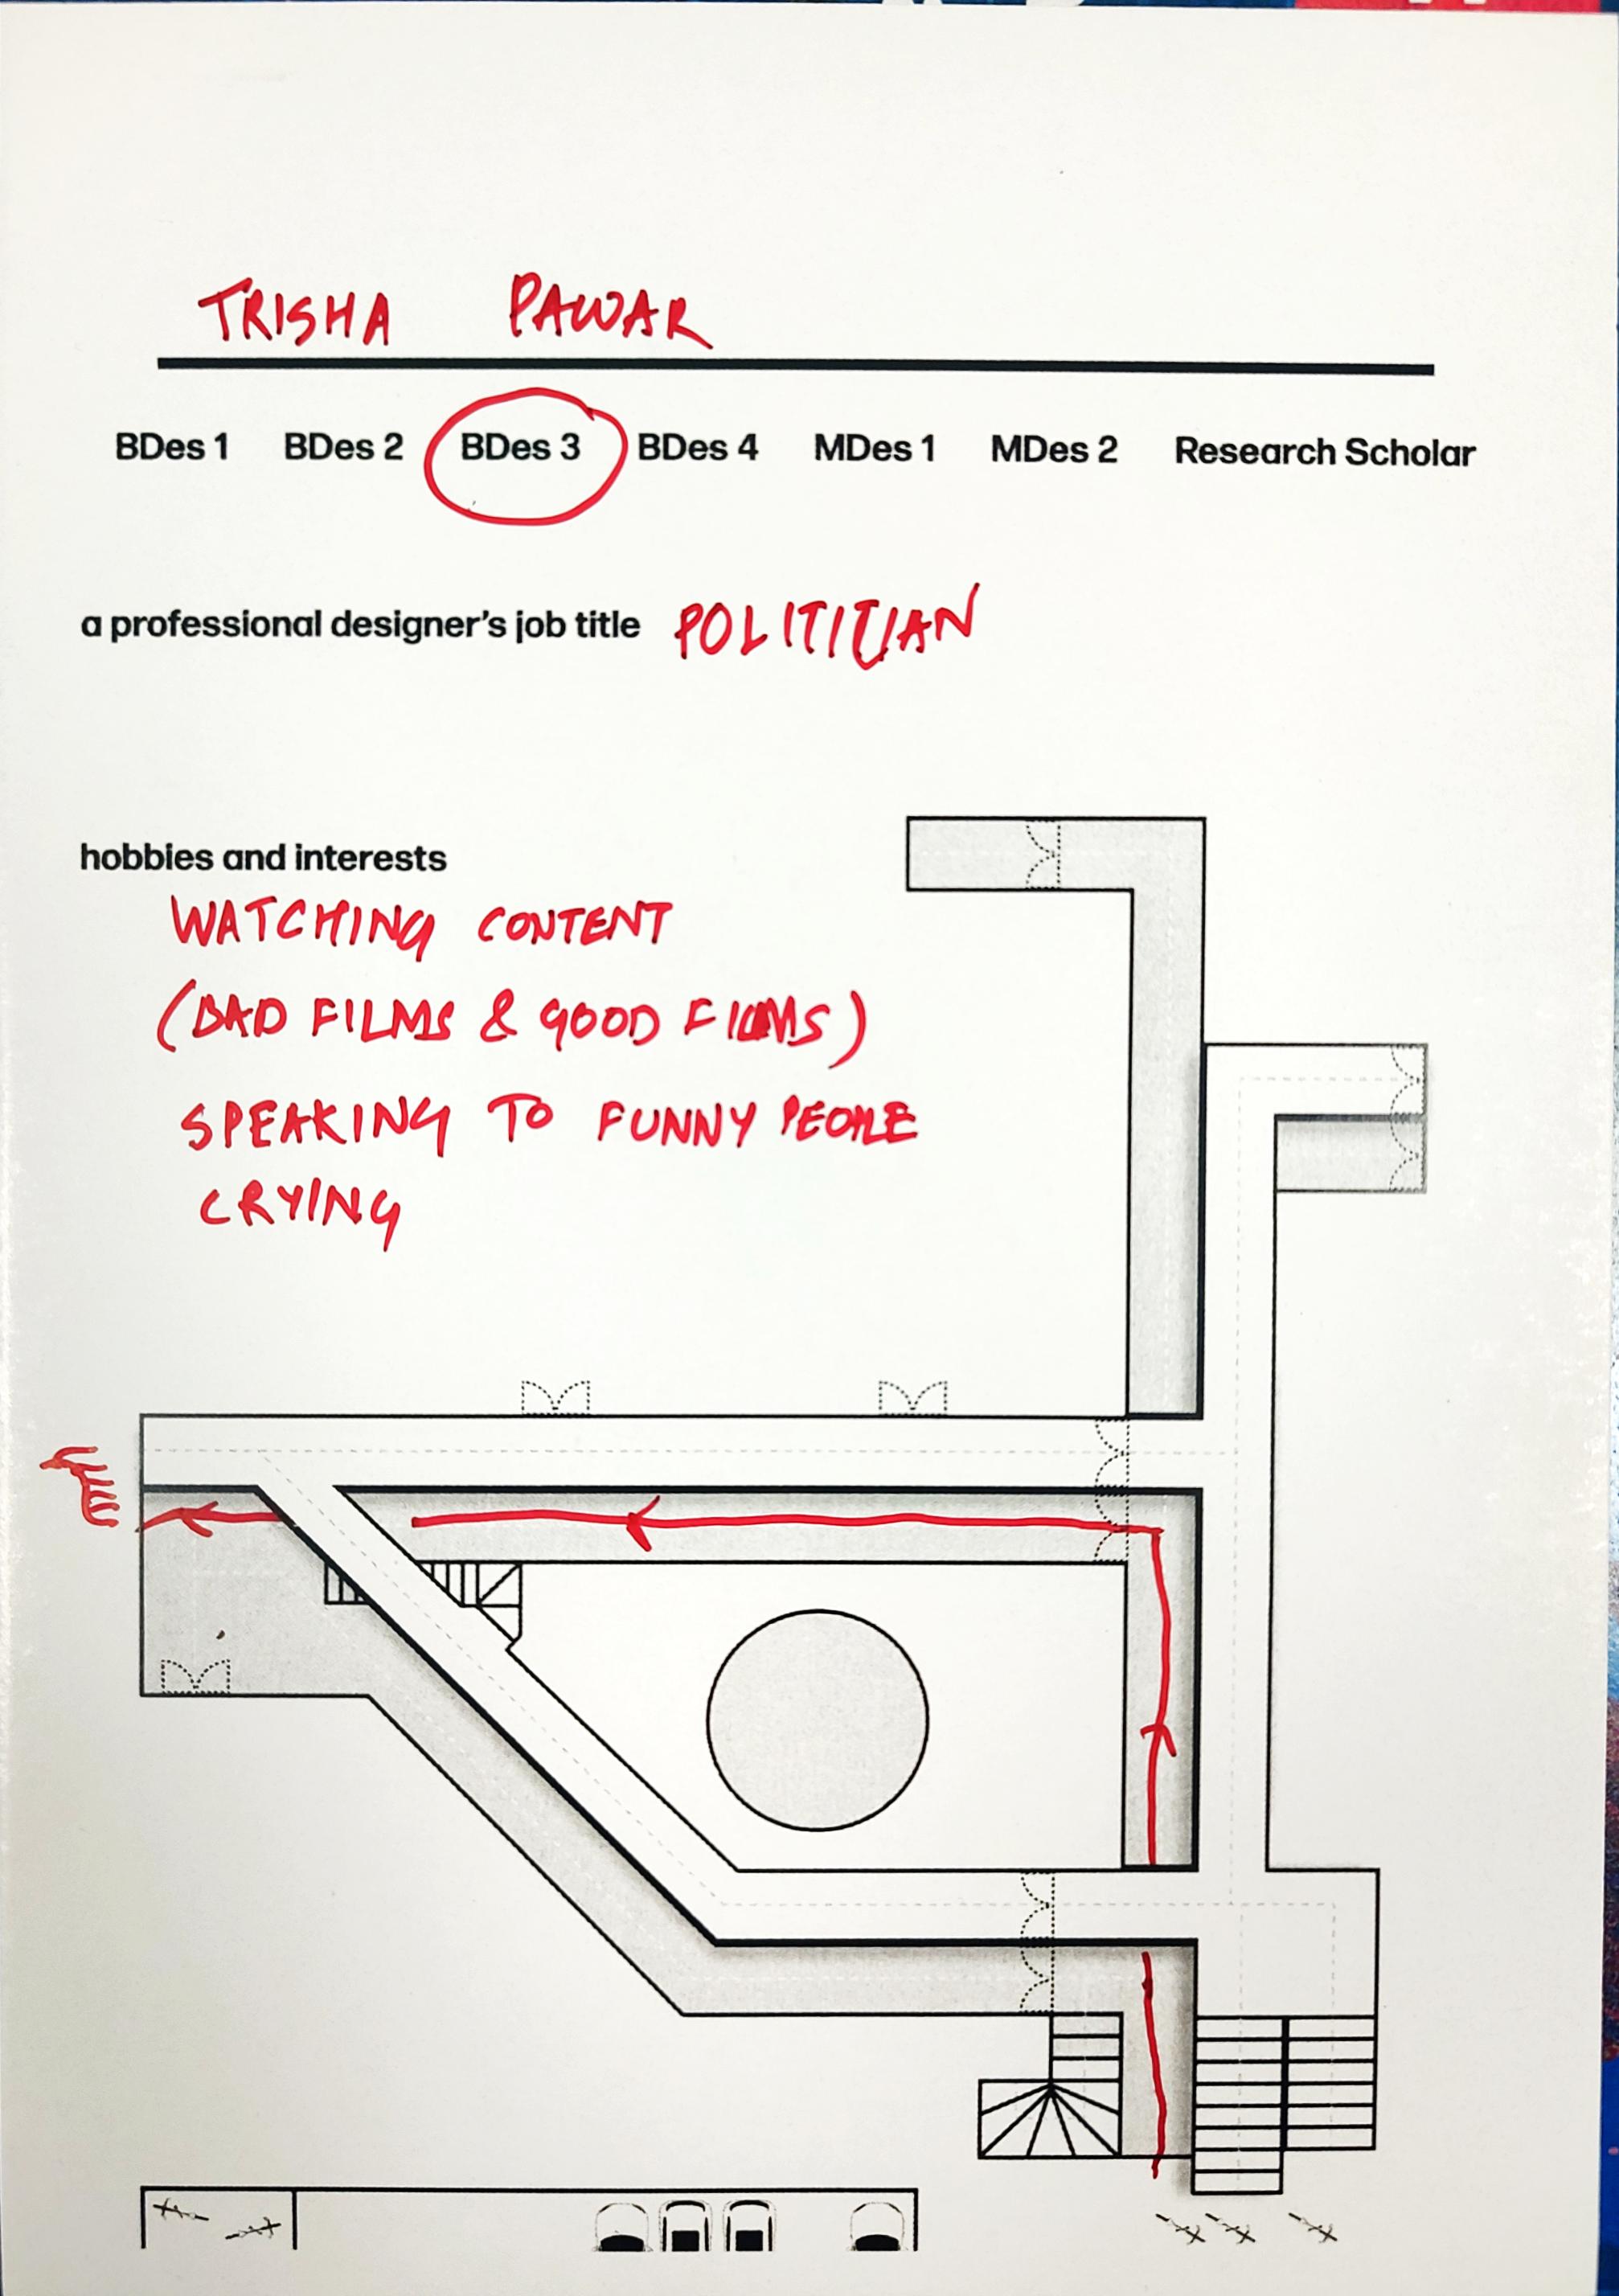 TRISHA PAWAR
BDes 1 BDes 2 BDes 3 BDes 4 MDes 1 MDes 2 Research Scholar
a professional designer's job title POLITITIAN
hobbies and interests
WATCHING CONTENT
(BAD FILMS & GOOD FILMS)
SPEAKING TO FUNNY PEOPLE
CRYING